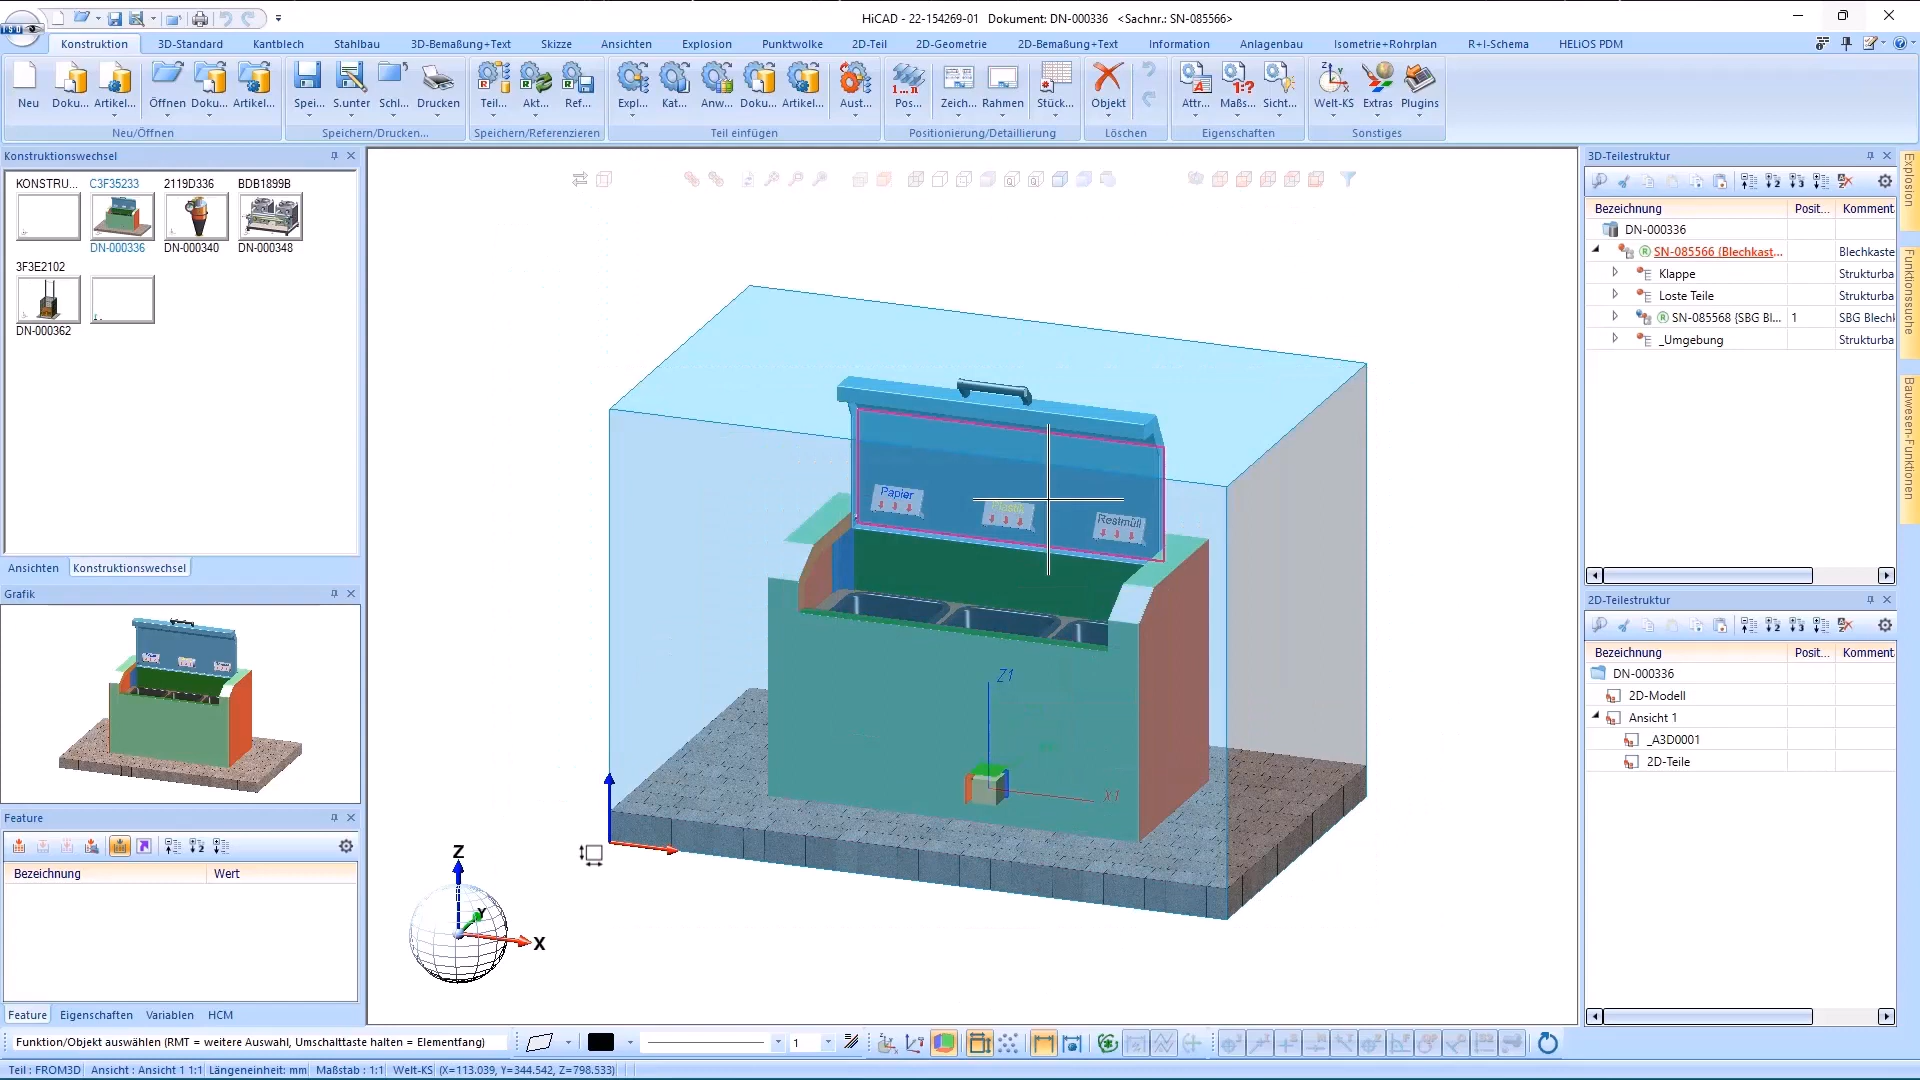 HiCAD - 22-154269-01   Dokument: DN-000336   <Sachnr.: SN-085566>
Konstruktion 3D-Standard Kantblech Stahlbau 3D-Bemaßung+Text Skizze Ansichten Explosion Punktwolke 2D-Teil 2D-Geometrie 2D-Bemaßung+Text Information Anlagenbau Isometrie+Rohrplan R+I-Schema HELiOS PDM
Neu Doku... Artikel... Öffnen Doku... Artikel... Spei... S.unter Schl... Drucken Teil... Akt... Ref... Expl... Kat... Anw... Doku... Artikel... Aust... Pos... Zeich... Rahmen Stück... Objekt Attr... Maß... Sicht... Welt-KS Extras Plugins
Neu/Öffnen Speichern/Drucken... Speichern/Referenzieren Teil einfügen Positionierung/Detaillierung Löschen Eigenschaften Sonstiges
Konstruktionswechsel
KONSTRU... C3F35233 2119D336 BDB1899B
DN-000336 DN-000340 DN-000348
3F3E2102
DN-000362
Ansichten Konstruktionswechsel
Grafik
Feature
Bezeichnung Wert
Feature Eigenschaften Variablen HCM
Papier
Plastik
Restmüll
Z1
X1
Z
Y
X
3D-Teilestruktur
Bezeichnung Posit... Komment
DN-000336
SN-085566 (Blechkast... Blechkaste
Klappe Strukturba
Loste Teile Strukturba
SN-085568 {SBG Bl... 1 SBG Blechk
_Umgebung Strukturba
2D-Teilestruktur
Bezeichnung Posit... Komment
DN-000336
2D-Modell
Ansicht 1
_A3D0001
2D-Teile
Explosion
Funktionssuche
Bauwesen-Funktionen
Funktion/Objekt auswählen (RMT = weitere Auswahl, Umschalttaste halten = Elementfang) 1
Teil : FROM3D Ansicht : Ansicht 1 1:1 Längeneinheit: mm Maßstab : 1:1 Welt-KS (X=113.039, Y=344.542, Z=798.533)